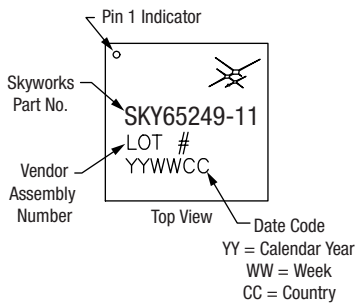 Pin 1 Indicator
Skyworks
Part No.
SKY65249-11
LOT #
YYWWCC
Vendor
Assembly
Number
Top View
Date Code
YY = Calendar Year
WW = Week
CC = Country